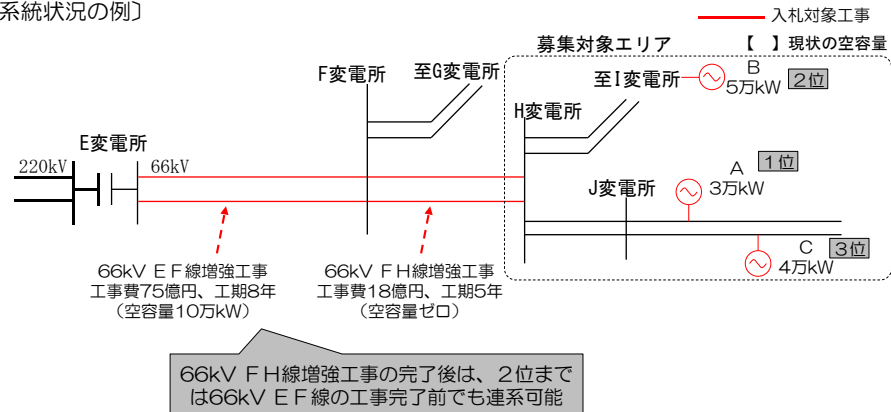 系統状況の例〕
入札対象工事
募集対象エリア
【 】現状の空容量
F変電所
至G変電所
至I変電所
B
5万kW
2位
H変電所
E変電所
220kV
66kV
J変電所
A
1位
3万kW
C
3位
4万kW
66kV EF線増強工事
工事費75億円、工期8年
（空容量10万kW）
66kV FH線増強工事
工事費18億円、工期5年
（空容量ゼロ）
66kV FH線増強工事の完了後は、2位まで
は66kV EF線の工事完了前でも連系可能